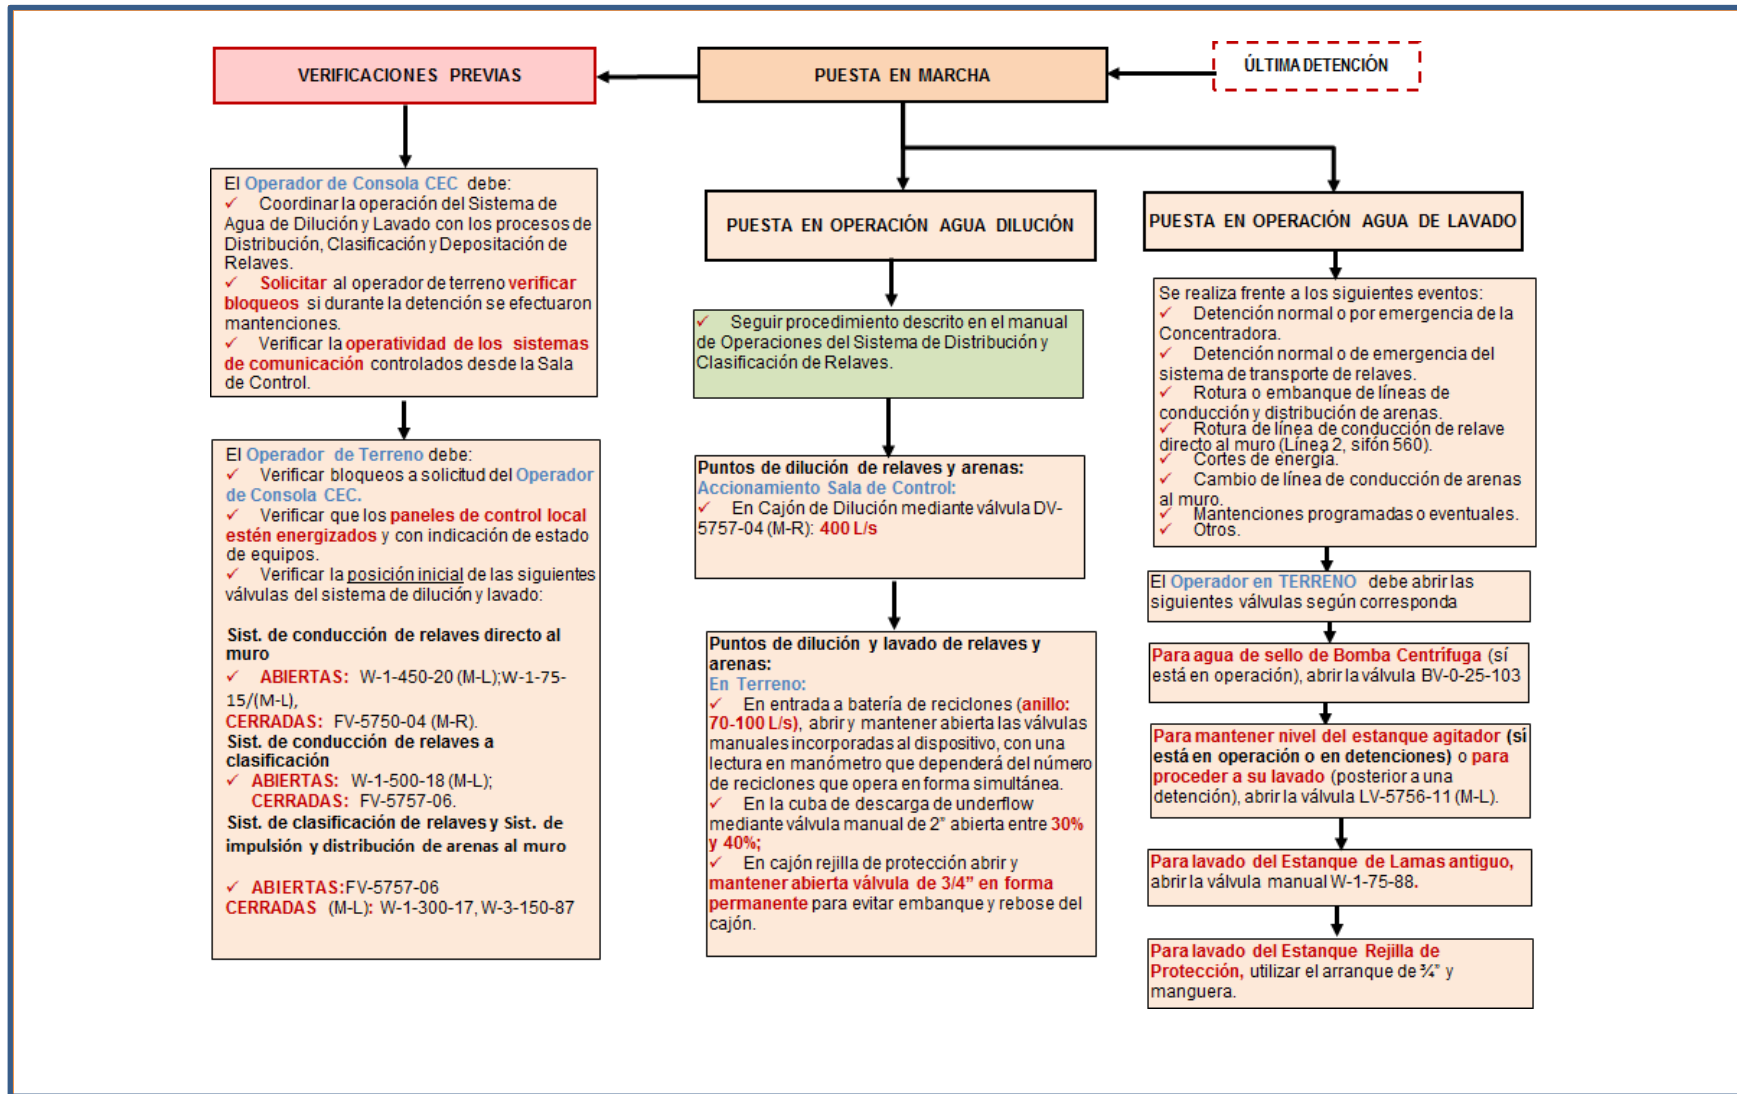 VERIFICACIONES PREVIAS
PUESTA EN MARCHA
ÚLTIMA DETENCIÓN
El Operador de Consola CEC debe:
✓ Coordinar la operación del Sistema de
Agua de Dilución y Lavado con los procesos de
Distribución, Clasificación y Depositación de
Relaves.
✓ Solicitar al operador de terreno verificar
bloqueos si durante la detención se efectuaron
mantenciones.
✓ Verificar la operatividad de los sistemas
de comunicación controlados desde la Sala
de Control.
El Operador de Terreno debe:
✓ Verificar bloqueos a solicitud del Operador
de Consola CEC.
✓ Verificar que los paneles de control local
estén energizados y con indicación de estado
de equipos.
✓ Verificar la posición inicial de las siguientes
válvulas del sistema de dilución y lavado:
Sist. de conducción de relaves directo al
muro
✓ ABIERTAS: W-1-450-20 (M-L);W-1-75-
15/(M-L),
CERRADAS: FV-5750-04 (M-R).
Sist. de conducción de relaves a
clasificación
✓ ABIERTAS: W-1-500-18 (M-L);
CERRADAS: FV-5757-06.
Sist. de clasificación de relaves y Sist. de
impulsión y distribución de arenas al muro
✓ ABIERTAS:FV-5757-06
CERRADAS (M-L): W-1-300-17, W-3-150-87
PUESTA EN OPERACIÓN AGUA DILUCIÓN
✓ Seguir procedimiento descrito en el manual
de Operaciones del Sistema de Distribución y
Clasificación de Relaves.
Puntos de dilución de relaves y arenas:
Accionamiento Sala de Control:
✓ En Cajón de Dilución mediante válvula DV-
5757-04 (M-R): 400 L/s
Puntos de dilución y lavado de relaves y
arenas:
En Terreno:
✓ En entrada a batería de reciclones (anillo:
70-100 L/s), abrir y mantener abierta las válvulas
manuales incorporadas al dispositivo, con una
lectura en manómetro que dependerá del número
de reciclones que opera en forma simultánea.
✓ En la cuba de descarga de underflow
mediante válvula manual de 2" abierta entre 30%
y 40%;
✓ En cajón rejilla de protección abrir y
mantener abierta válvula de 3/4" en forma
permanente para evitar embanque y rebose del
cajón.
PUESTA EN OPERACIÓN AGUA DE LAVADO
Se realiza frente a los siguientes eventos:
✓ Detención normal o por emergencia de la
Concentradora.
✓ Detención normal o de emergencia del
sistema de transporte de relaves.
✓ Rotura o embanque de líneas de
conducción y distribución de arenas.
✓ Rotura de línea de conducción de relave
directo al muro (Línea 2, sifón 560).
✓ Cortes de energía.
✓ Cambio de línea de conducción de arenas
al muro.
✓ Mantenciones programadas o eventuales.
✓ Otros.
El Operador en TERRENO debe abrir las
siguientes válvulas según corresponda
Para agua de sello de Bomba Centrífuga (sí
está en operación), abrir la válvula BV-0-25-103
Para mantener nivel del estanque agitador (sí
está en operación o en detenciones) o para
proceder a su lavado (posterior a una
detención), abrir la válvula LV-5756-11 (M-L).
Para lavado del Estanque de Lamas antiguo,
abrir la válvula manual W-1-75-88.
Para lavado del Estanque Rejilla de
Protección, utilizar el arranque de ¾" y
manguera.